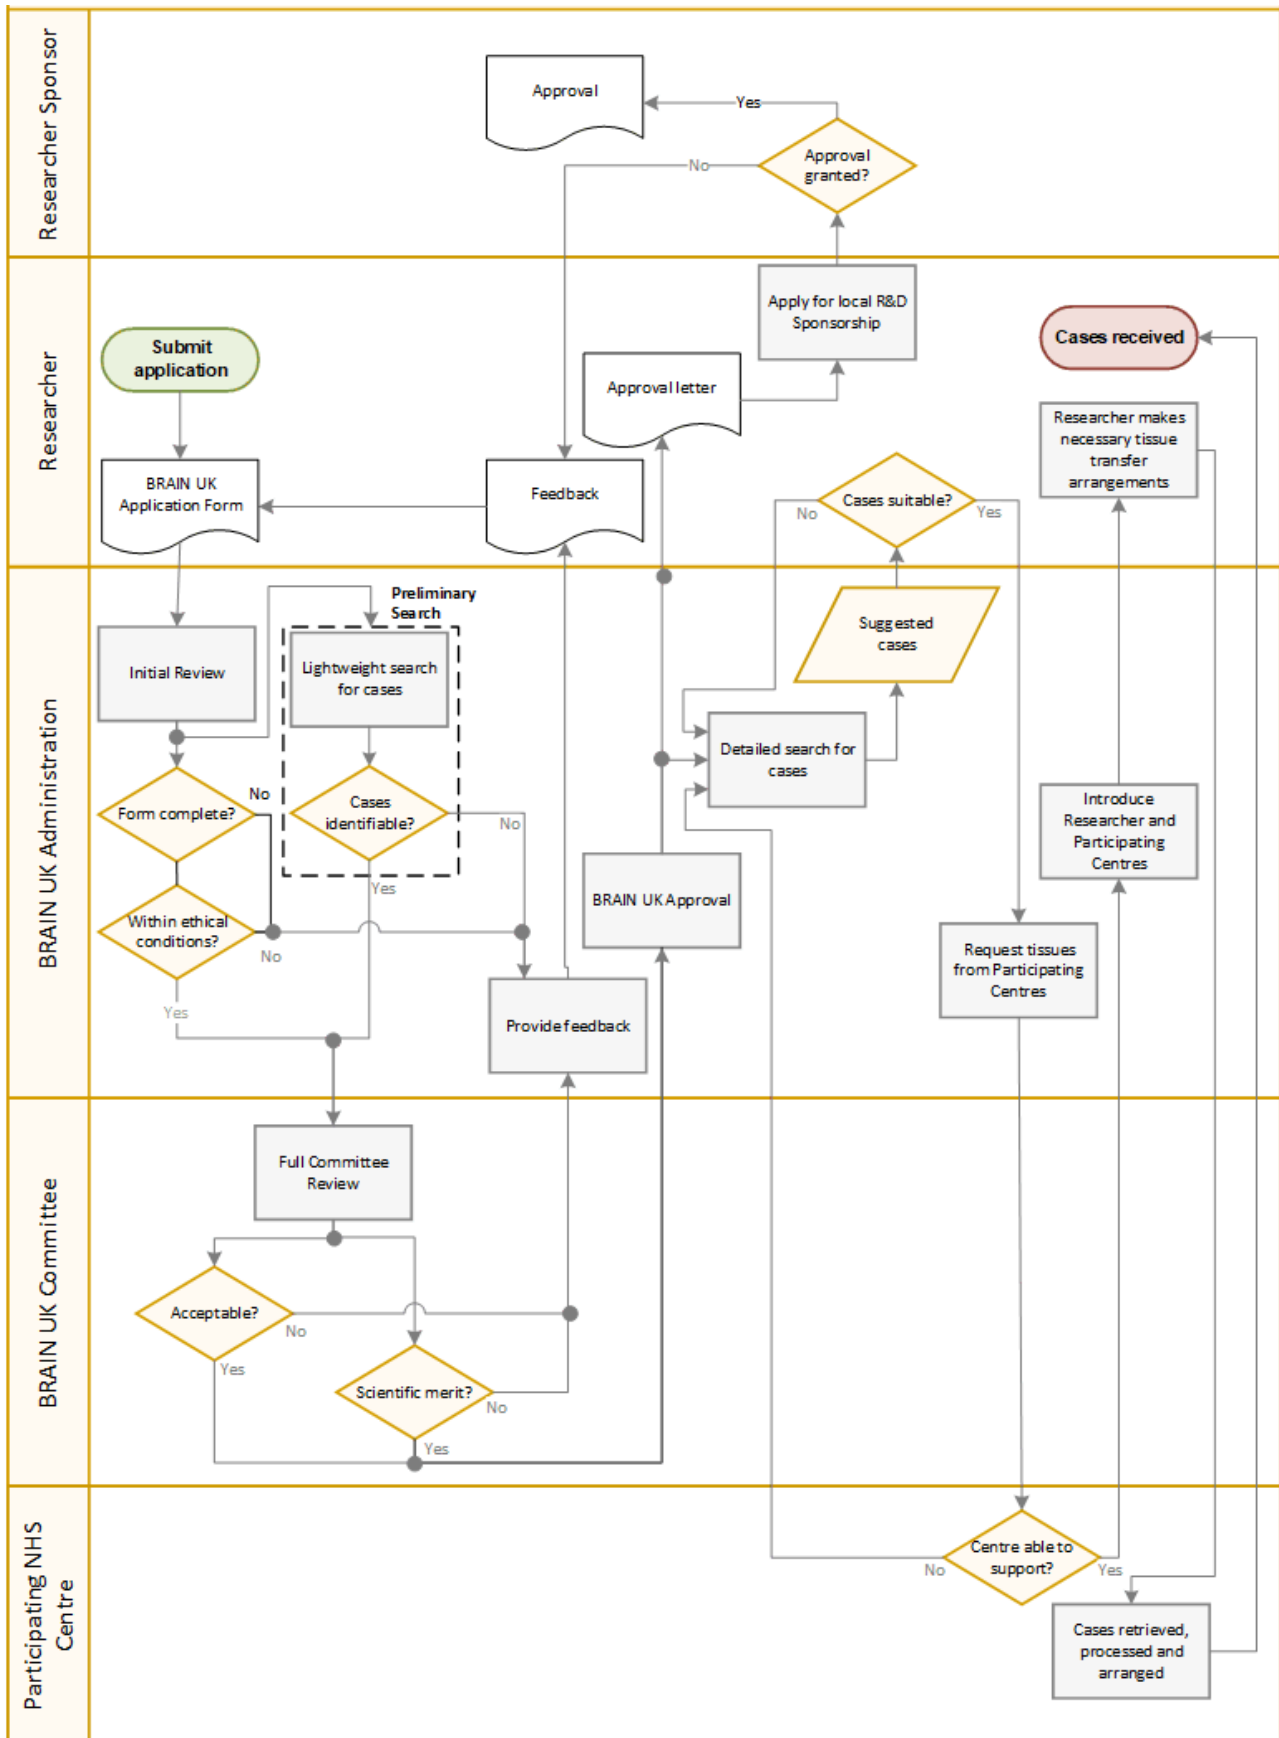 Researcher Sponsor
Approval
Yes
Approval
granted?
No
Researcher
Submit
application
Apply for local R&D
Sponsorship
Cases received
Approval letter
Researcher makes
necessary tissue
transfer
arrangements
BRAIN UK
Application Form
Feedback
Cases suitable?
No
Yes
BRAIN UK Administration
Preliminary
Search
Initial Review
Lightweight search
for cases
Suggested
cases
Detailed search for
cases
Form complete?
No
Cases
identifiable?
No
Yes
Introduce
Researcher and
Participating
Centres
BRAIN UK Approval
Within ethical
conditions?
No
Yes
Request tissues
from Participating
Centres
Provide feedback
BRAIN UK Committee
Full Committee
Review
Acceptable?
No
Yes
Scientific merit?
No
Yes
Participating NHS
Centre
Centre able to
support?
No
Yes
Cases retrieved,
processed and
arranged